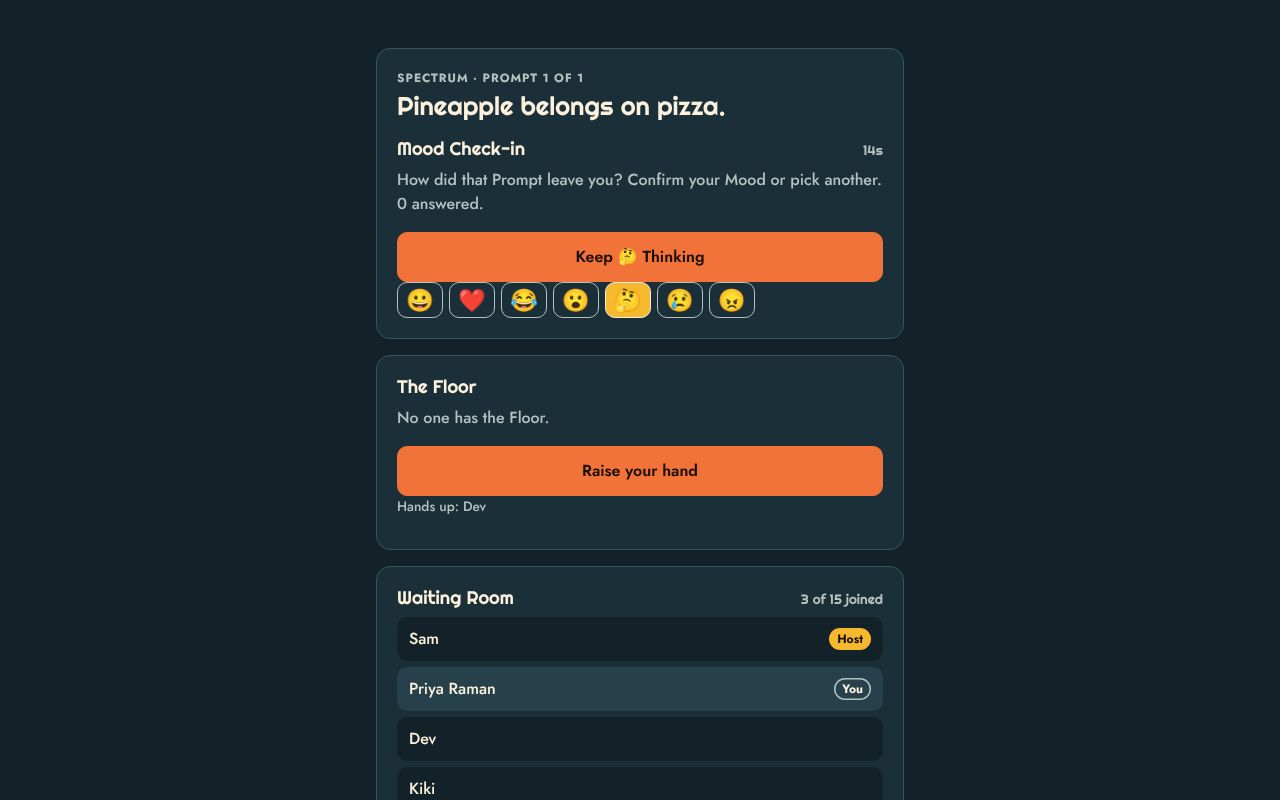 SPECTRUM · PROMPT 1 OF 1
Pineapple belongs on pizza.
Mood Check-in
14s
How did that Prompt leave you? Confirm your Mood or pick another.
0 answered.
Keep 🤔 Thinking
😀 ❤️ 😂 😮 🤔 😢 😠
The Floor
No one has the Floor.
Raise your hand
Hands up: Dev
Waiting Room
3 of 15 joined
Sam
Host
Priya Raman
You
Dev
Kiki